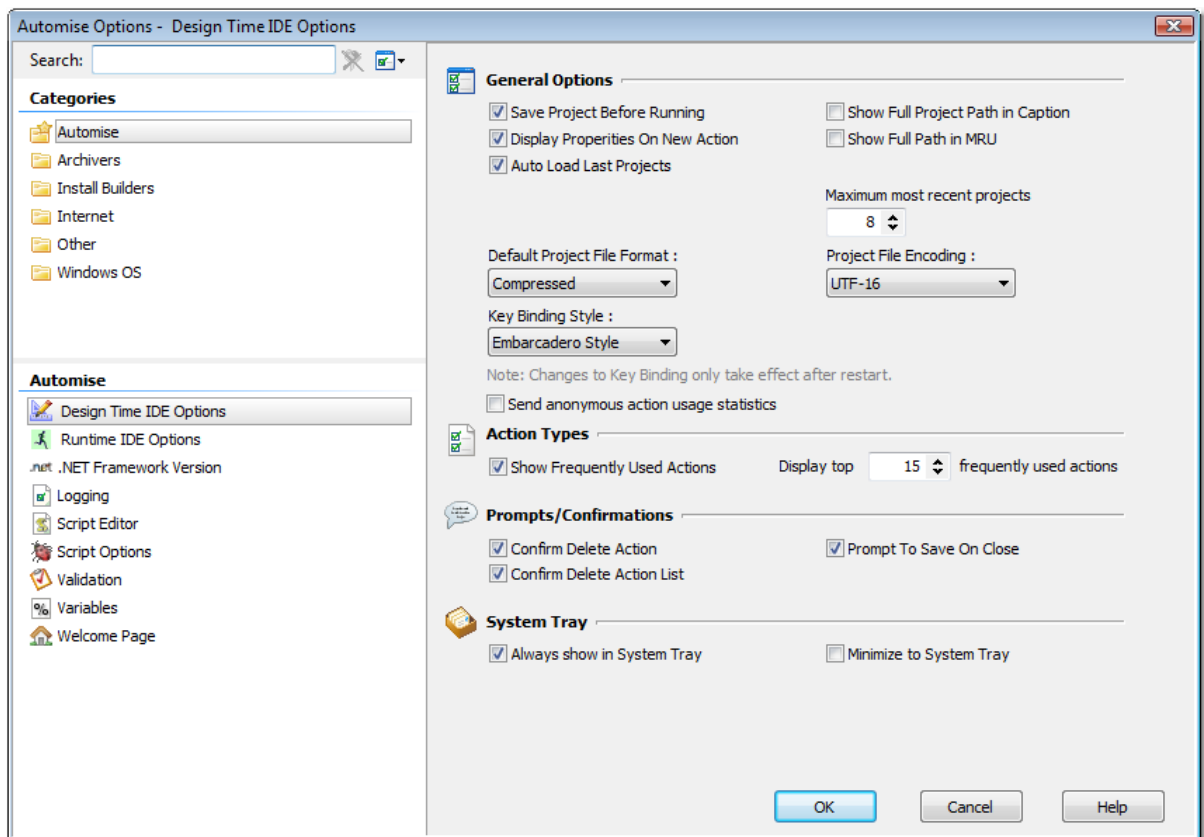 Automise Options -  Design Time IDE Options
Search:
Categories
Automise
Archivers
Install Builders
Internet
Other
Windows OS
Automise
Design Time IDE Options
Runtime IDE Options
.net .NET Framework Version
Logging
Script Editor
Script Options
Validation
% Variables
Welcome Page
General Options
Save Project Before Running
Show Full Project Path in Caption
Display Properities On New Action
Show Full Path in MRU
Auto Load Last Projects
Maximum most recent projects
8
Default Project File Format :
Project File Encoding :
Compressed
UTF-16
Key Binding Style :
Embarcadero Style
Note: Changes to Key Binding only take effect after restart.
Send anonymous action usage statistics
Action Types
Show Frequently Used Actions
Display top 15 frequently used actions
Prompts/Confirmations
Confirm Delete Action
Prompt To Save On Close
Confirm Delete Action List
System Tray
Always show in System Tray
Minimize to System Tray
OK
Cancel
Help